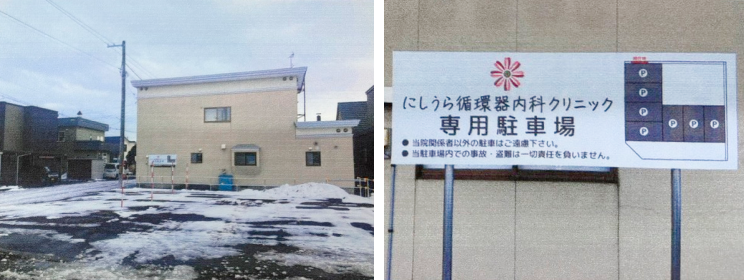 にしうら循環器内科クリニック
専用駐車場
● 当院関係者以外の駐車はご遠慮下さい。
● 当駐車場内での事故・盗難は一切責任を負いません。
P
P
P
P P P
P